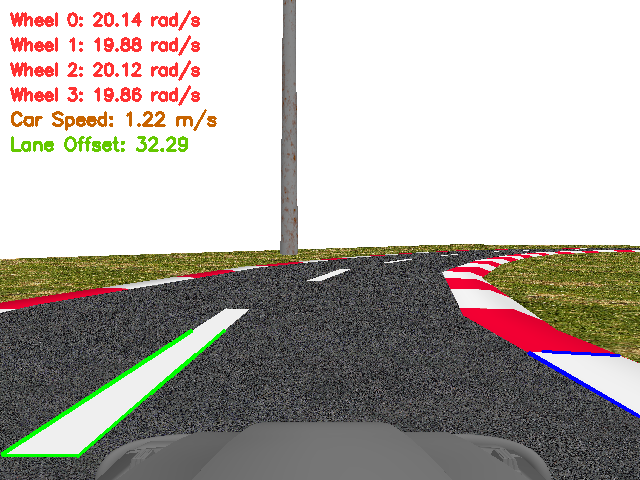 Wheel 0: 20.14 rad/s
Wheel 1: 19.88 rad/s
Wheel 2: 20.12 rad/s
Wheel 3: 19.86 rad/s
Car Speed: 1.22 m/s
Lane Offset: 32.29